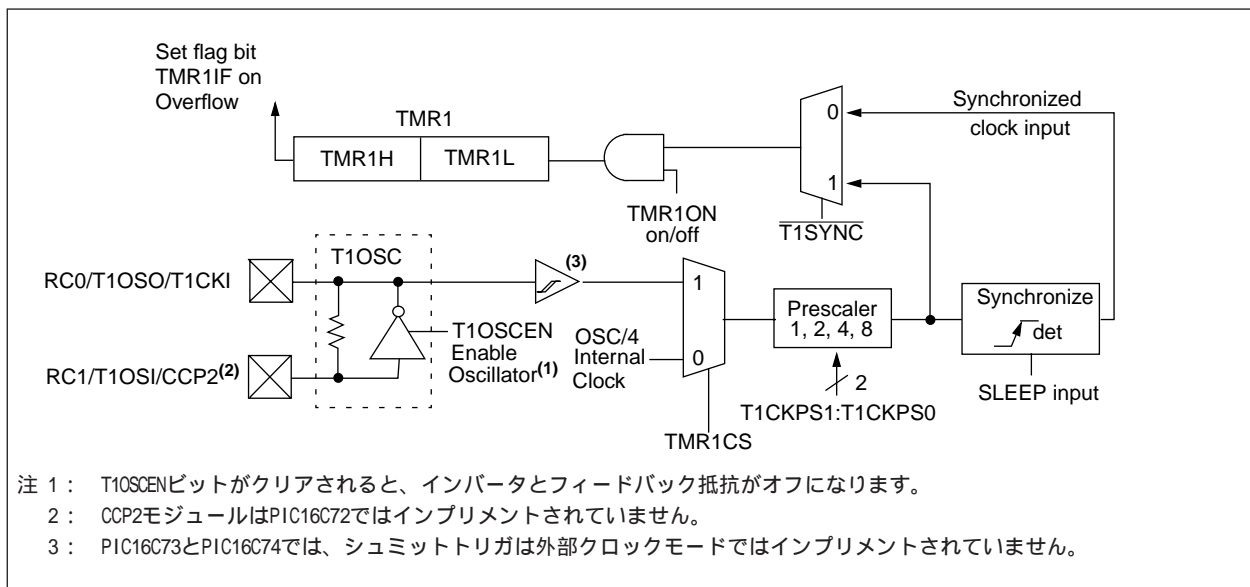 Set flag bit
TMR1IF on
Overflow
TMR1
TMR1H
TMR1L
TMR1ON
on/off
0
1
T1SYNC
Synchronized
clock input
T1OSC
RC0/T1OSO/T1CKI
RC1/T1OSI/CCP2(2)
T1OSCEN
Enable
Oscillator(1)
(3)
OSC/4
Internal
Clock
1
0
TMR1CS
Prescaler
1, 2, 4, 8
2
T1CKPS1:T1CKPS0
Synchronize
det
SLEEP input
注 1： T1OSCENビットがクリアされると、インバータとフィードバック抵抗がオフになります。
2： CCP2モジュールはPIC16C72ではインプリメントされていません。
3： PIC16C73とPIC16C74では、シュミットトリガは外部クロックモードではインプリメントされていません。